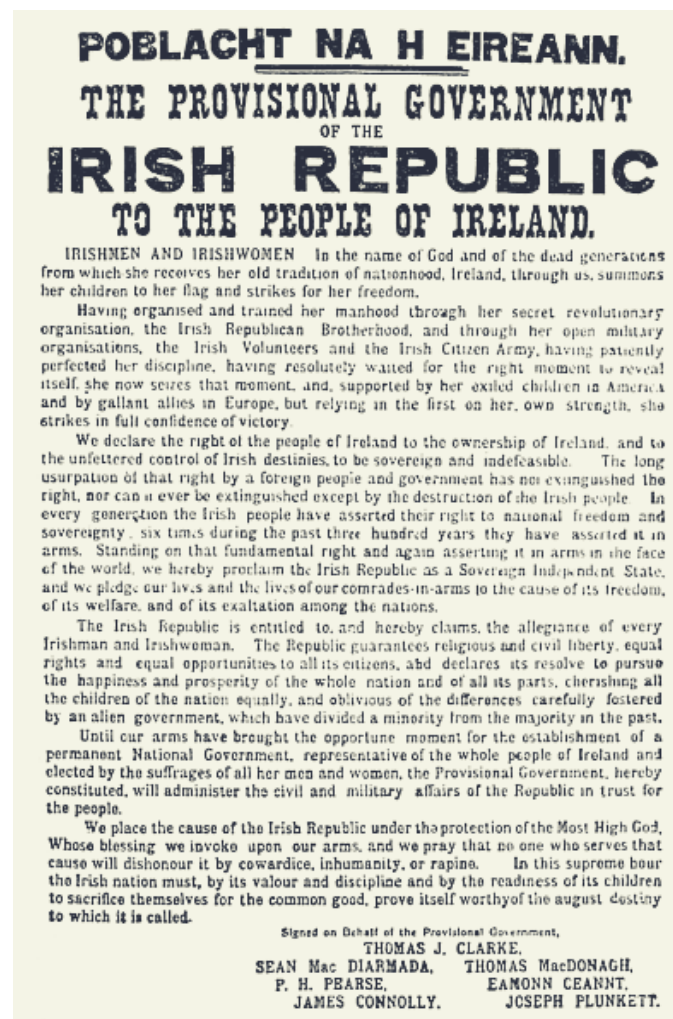 POBLACHT NA H EIREANN.
THE PROVISIONAL GOVERNMENT
OF THE
IRISH REPUBLIC
TO THE PEOPLE OF IRELAND.
IRISHMEN AND IRISHWOMEN In the name of God and of the dead generations
from which she receives her old tradition of nationhood, Ireland, through us, summons
her children to her flag and strikes for her freedom.
Having organised and trained her manhood through her secret revolutionary
organisation, the Irish Republican Brotherhood, and through her open military
organisations, the Irish Volunteers and the Irish Citizen Army, having patiently
perfected her discipline, having resolutely waited for the right moment to reveal
itself, she now seizes that moment, and, supported by her exiled children in America
and by gallant allies in Europe, but relying in the first on her, own strength, she
strikes in full confidence of victory.
We declare the right of the people of Ireland to the ownership of Ireland, and to
the unfettered control of Irish destinies, to be sovereign and indefeasible. The long
usurpation of that right by a foreign people and government has not extinguished the
right, nor can it ever be extinguished except by the destruction of the Irish people. In
every generation the Irish people have asserted their right to national freedom and
sovereignty, six times during the past three hundred years they have asserted it in
arms. Standing on that fundamental right and again asserting it in arms in the face
of the world, we hereby proclaim the Irish Republic as a Sovereign Independent State,
and we pledge our lives and the lives of our comrades-in-arms to the cause of its freedom,
of its welfare, and of its exaltation among the nations.
The Irish Republic is entitled to, and hereby claims, the allegiance of every
Irishman and Irishwoman. The Republic guarantees religious and civil liberty, equal
rights and equal opportunities to all its citizens, abd declares its resolve to pursue
the happiness and prosperity of the whole nation and of all its parts, cherishing all
the children of the nation equally, and oblivious of the differences carefully fostered
by an alien government, which have divided a minority from the majority in the past.
Until our arms have brought the opportune moment for the establishment of a
permanent National Government, representative of the whole people of Ireland and
elected by the suffrages of all her men and women, the Provisional Government, hereby
constituted, will administer the civil and military affairs of the Republic in trust for
the people.
We place the cause of the Irish Republic under the protection of the Most High God,
Whose blessing we invoke upon our arms, and we pray that no one who serves that
cause will dishonour it by cowardice, inhumanity, or rapine. In this supreme hour
the Irish nation must, by its valour and discipline and by the readiness of its children
to sacrifice themselves for the common good, prove itself worthy of the august destiny
to which it is called.
Signed on Behalf of the Provisional Government,
THOMAS J. CLARKE,
SEAN Mac DIARMADA, THOMAS MacDONAGH,
P. H. PEARSE, EAMONN CEANNT,
JAMES CONNOLLY, JOSEPH PLUNKETT.